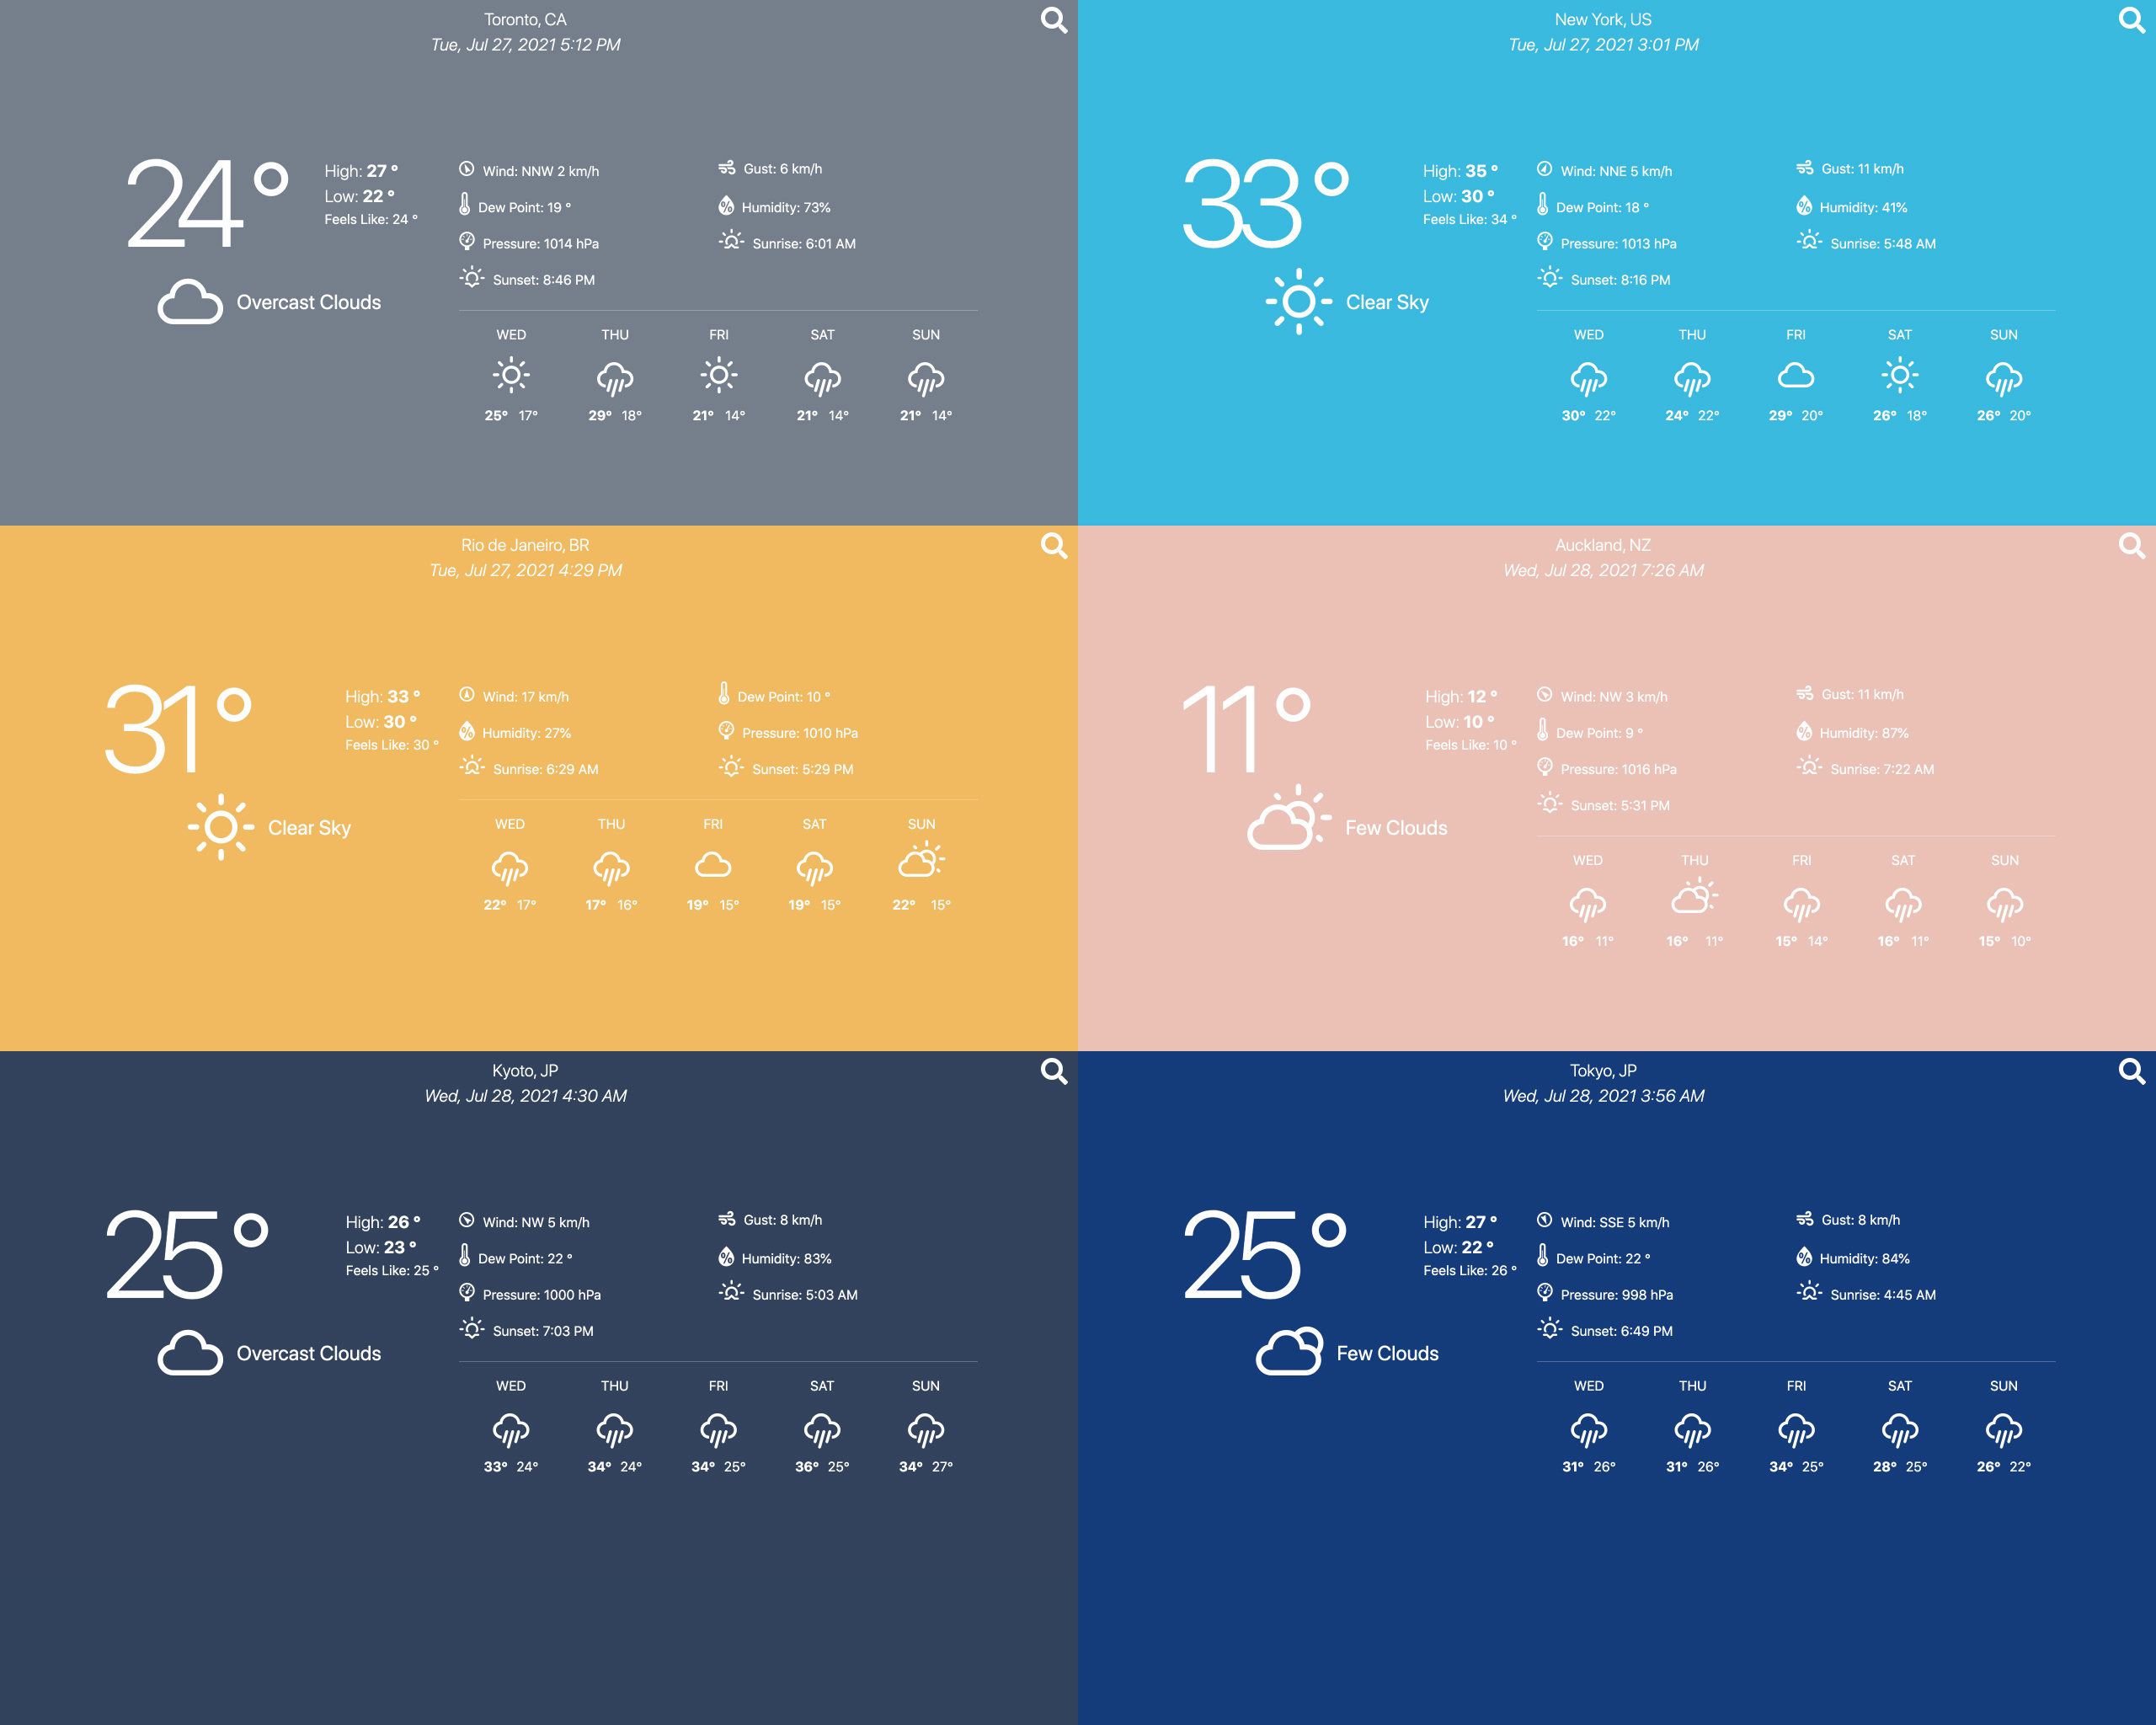 Toronto, CA
Tue, Jul 27, 2021 5:12 PM
24°
High: 27 °
Low: 22 °
Feels Like: 24 °
Overcast Clouds
Wind: NNW 2 km/h
Gust: 6 km/h
Dew Point: 19 °
Humidity: 73%
Pressure: 1014 hPa
Sunrise: 6:01 AM
Sunset: 8:46 PM
WED THU FRI SAT SUN
25° 17° 29° 18° 21° 14° 21° 14° 21° 14°
New York, US
Tue, Jul 27, 2021 3:01 PM
33°
High: 35 °
Low: 30 °
Feels Like: 34 °
Clear Sky
Wind: NNE 5 km/h
Gust: 11 km/h
Dew Point: 18 °
Humidity: 41%
Pressure: 1013 hPa
Sunrise: 5:48 AM
Sunset: 8:16 PM
WED THU FRI SAT SUN
30° 22° 24° 22° 29° 20° 26° 18° 26° 20°
Rio de Janeiro, BR
Tue, Jul 27, 2021 4:29 PM
31°
High: 33 °
Low: 30 °
Feels Like: 30 °
Clear Sky
Wind: 17 km/h
Dew Point: 10 °
Humidity: 27%
Pressure: 1010 hPa
Sunrise: 6:29 AM
Sunset: 5:29 PM
WED THU FRI SAT SUN
22° 17° 17° 16° 19° 15° 19° 15° 22° 15°
Auckland, NZ
Wed, Jul 28, 2021 7:26 AM
11°
High: 12 °
Low: 10 °
Feels Like: 10 °
Few Clouds
Wind: NW 3 km/h
Gust: 11 km/h
Dew Point: 9 °
Humidity: 87%
Pressure: 1016 hPa
Sunrise: 7:22 AM
Sunset: 5:31 PM
WED THU FRI SAT SUN
16° 11° 16° 11° 15° 14° 16° 11° 15° 10°
Kyoto, JP
Wed, Jul 28, 2021 4:30 AM
25°
High: 26 °
Low: 23 °
Feels Like: 25 °
Overcast Clouds
Wind: NW 5 km/h
Gust: 8 km/h
Dew Point: 22 °
Humidity: 83%
Pressure: 1000 hPa
Sunrise: 5:03 AM
Sunset: 7:03 PM
WED THU FRI SAT SUN
33° 24° 34° 24° 34° 25° 36° 25° 34° 27°
Tokyo, JP
Wed, Jul 28, 2021 3:56 AM
25°
High: 27 °
Low: 22 °
Feels Like: 26 °
Few Clouds
Wind: SSE 5 km/h
Gust: 8 km/h
Dew Point: 22 °
Humidity: 84%
Pressure: 998 hPa
Sunrise: 4:45 AM
Sunset: 6:49 PM
WED THU FRI SAT SUN
31° 26° 31° 26° 34° 25° 28° 25° 26° 22°